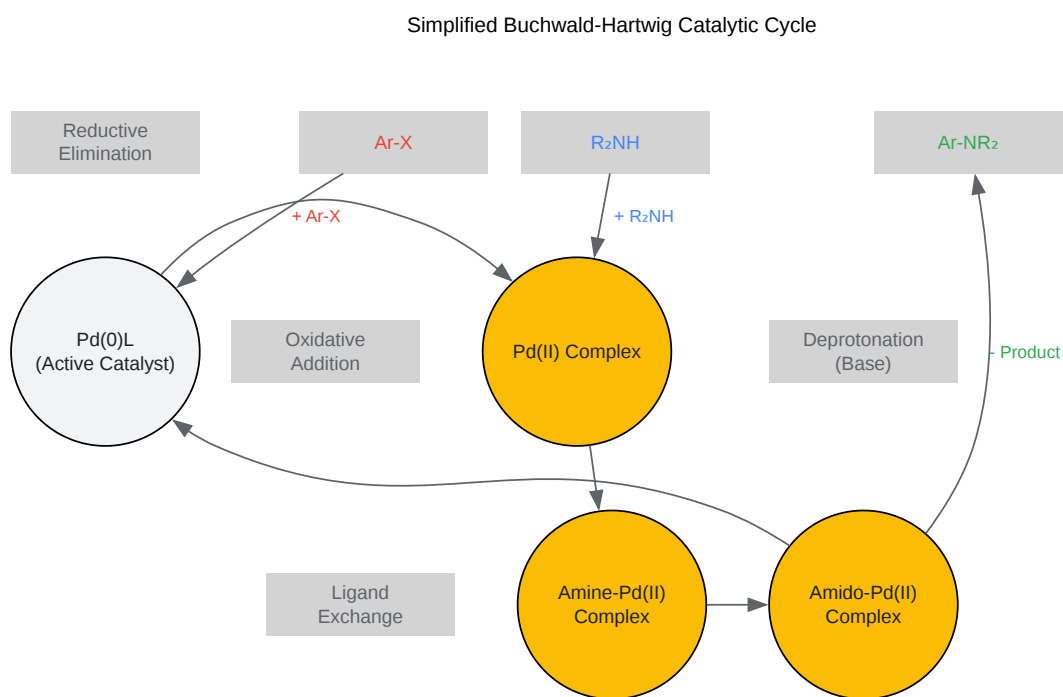 Simplified Buchwald-Hartwig Catalytic Cycle
Reductive
Elimination
Ar-X
R₂NH
Ar-NR₂
+ Ar-X
+ R₂NH
Pd(0)L
(Active Catalyst)
Oxidative
Addition
Pd(II) Complex
Deprotonation
(Base)
- Product
Ligand
Exchange
Amine-Pd(II)
Complex
Amido-Pd(II)
Complex